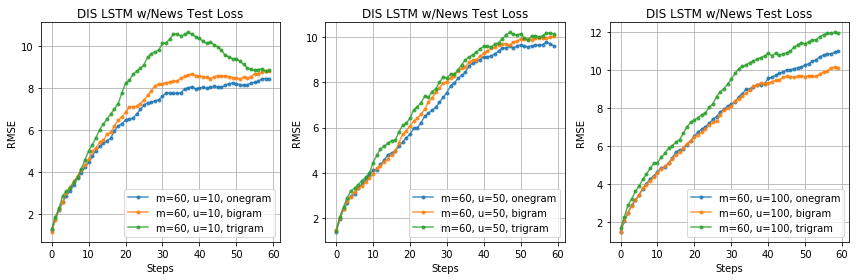 DIS LSTM w/News Test Loss
RMSE
10
8
6
4
2
m=60, u=10, onegram
m=60, u=10, bigram
m=60, u=10, trigram
0 10 20 30 40 50 60
Steps
DIS LSTM w/News Test Loss
RMSE
10
8
6
4
2
m=60, u=50, onegram
m=60, u=50, bigram
m=60, u=50, trigram
0 10 20 30 40 50 60
Steps
DIS LSTM w/News Test Loss
RMSE
12
10
8
6
4
2
m=60, u=100, onegram
m=60, u=100, bigram
m=60, u=100, trigram
0 10 20 30 40 50 60
Steps